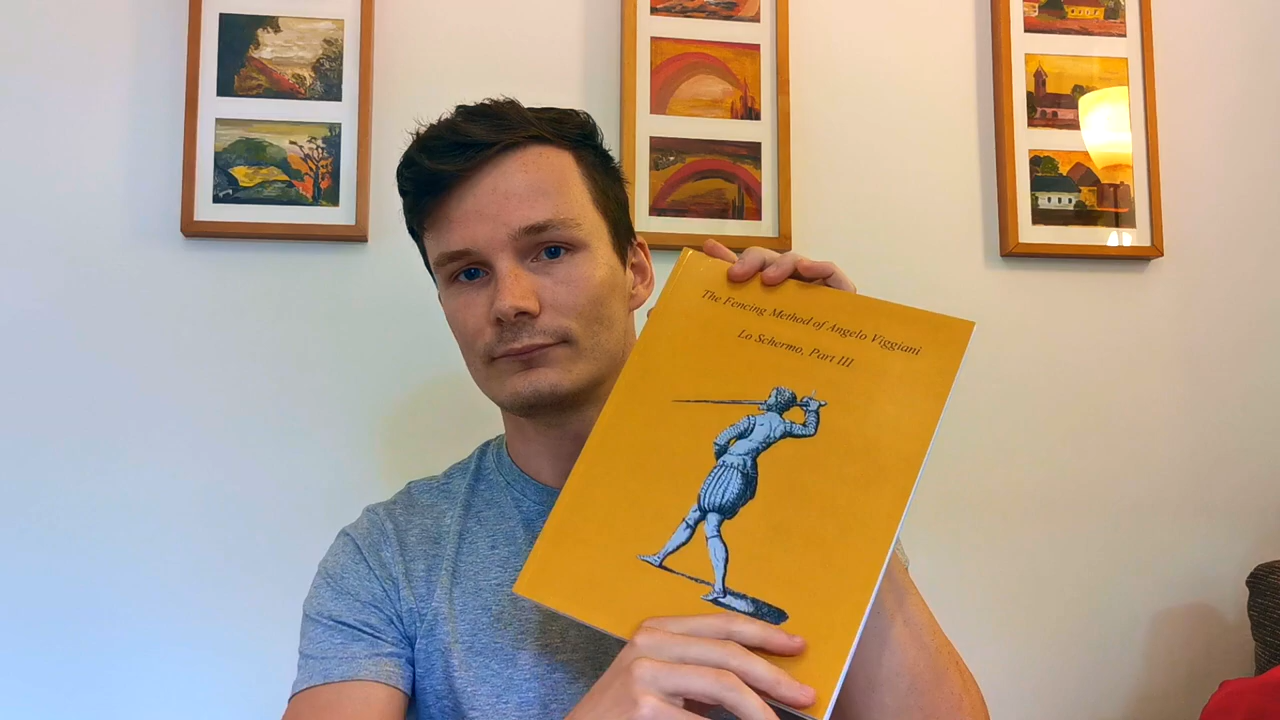 The Fencing Method of Angelo Viggiani
Lo Schermo, Part III